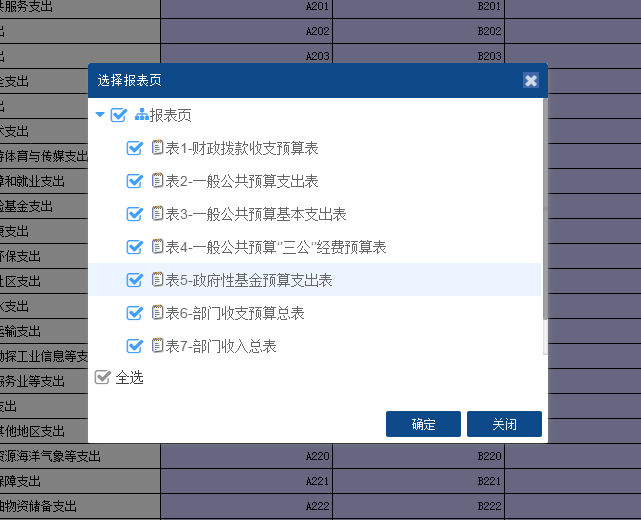 共服务支出 A201 B201
出 A202 B202
出 A203 B203
全支出
选择报表页
出
报表页
术支出
表1-财政拨款收支预算表
游体育与传媒支出
障和就业支出
表2-一般公共预算支出表
险基金支出
表3-一般公共预算基本支出表
康支出
表4-一般公共预算"三公"经费预算表
环保支出
社区支出
表5-政府性基金预算支出表
水支出
表6-部门收支预算总表
运输支出
勘探工业信息等支
表7-部门收入总表
服务业等支出
全选
支出
其他地区支出
确定 关闭
资源海洋气象等支出 A220 B220
保障支出 A221 B221
油物资储备支出 A222 B222